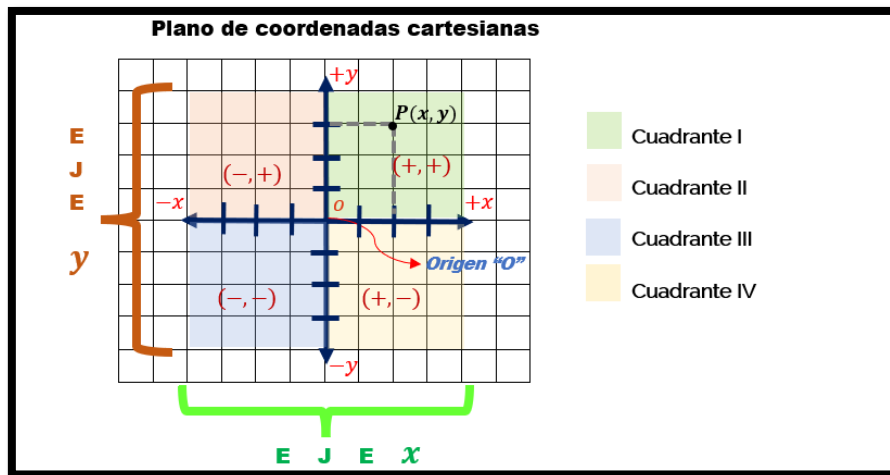 Plano de coordenadas cartesianas
+y
P(x, y)
E
J
E
y
(−, +)
(+, +)
−x
o
+x
Origen “O”
(−, −)
(+, −)
−y
E J E x
Cuadrante I
Cuadrante II
Cuadrante III
Cuadrante IV